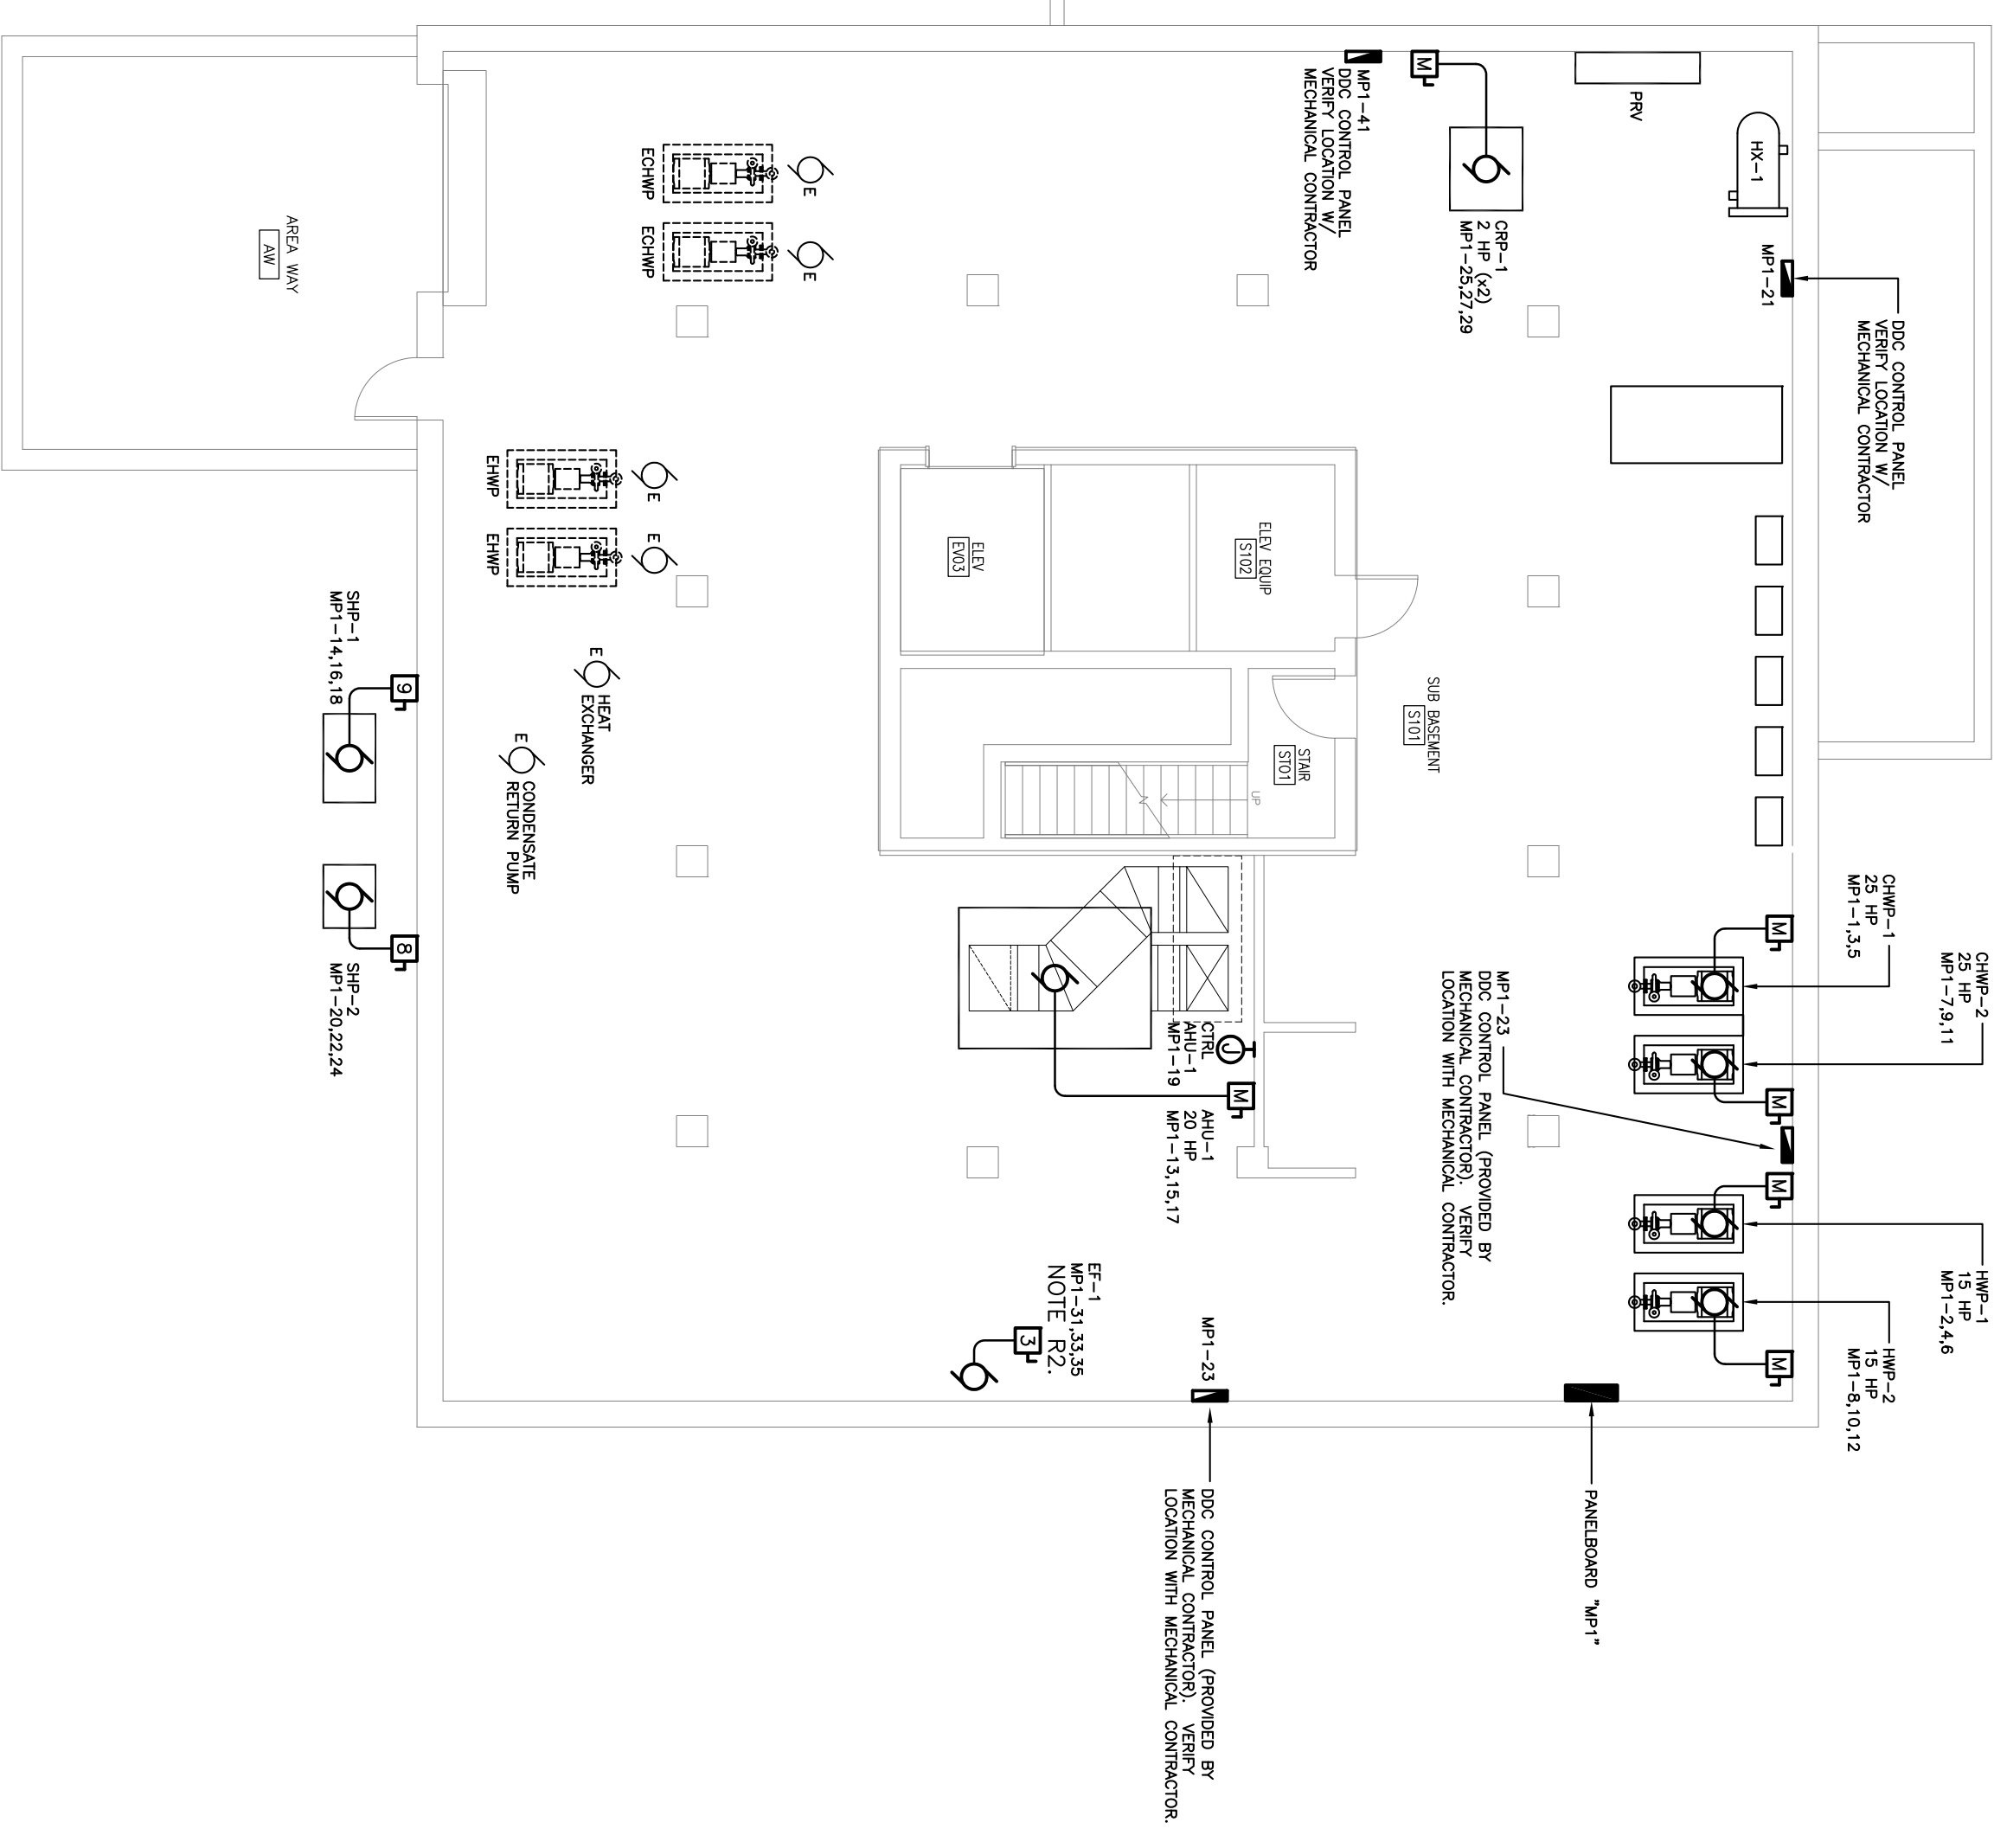 CHWP-2
25 HP
MP1-7,9,11
HWP-1
15 HP
MP1-2,4,6
DDC CONTROL PANEL
VERIFY LOCATION W/
MECHANICAL CONTRACTOR
CHWP-1
25 HP
MP1-1,3,5
HWP-2
15 HP
MP1-8,10,12
HX-1
MP1-21
M
M
M
M
PRV
PANELBOARD "MP1"
CRP-1
2 HP (x2)
MP1-25,27,29
M
MP1-23
DDC CONTROL PANEL (PROVIDED BY
MECHANICAL CONTRACTOR).  VERIFY
LOCATION WITH MECHANICAL CONTRACTOR.
SUB BASEMENT
S101
MP1-41
DDC CONTROL PANEL
VERIFY LOCATION W/
MECHANICAL CONTRACTOR
STAIR
ST01
UP
ELEV EQUIP
S102
CTRL
AHU-1
MP1-19
J
M
AHU-1
20 HP
MP1-13,15,17
MP1-23
DDC CONTROL PANEL (PROVIDED BY
MECHANICAL CONTRACTOR).  VERIFY
LOCATION WITH MECHANICAL CONTRACTOR.
EF-1
MP1-31,33,35
NOTE R2.
3
ELEV
EV03
E
E
ECHWP
ECHWP
E
E
EHWP
EHWP
E
HEAT
EXCHANGER
E
CONDENSATE
RETURN PUMP
9
8
SHP-1
MP1-14,16,18
SHP-2
MP1-20,22,24
AREA WAY
AW